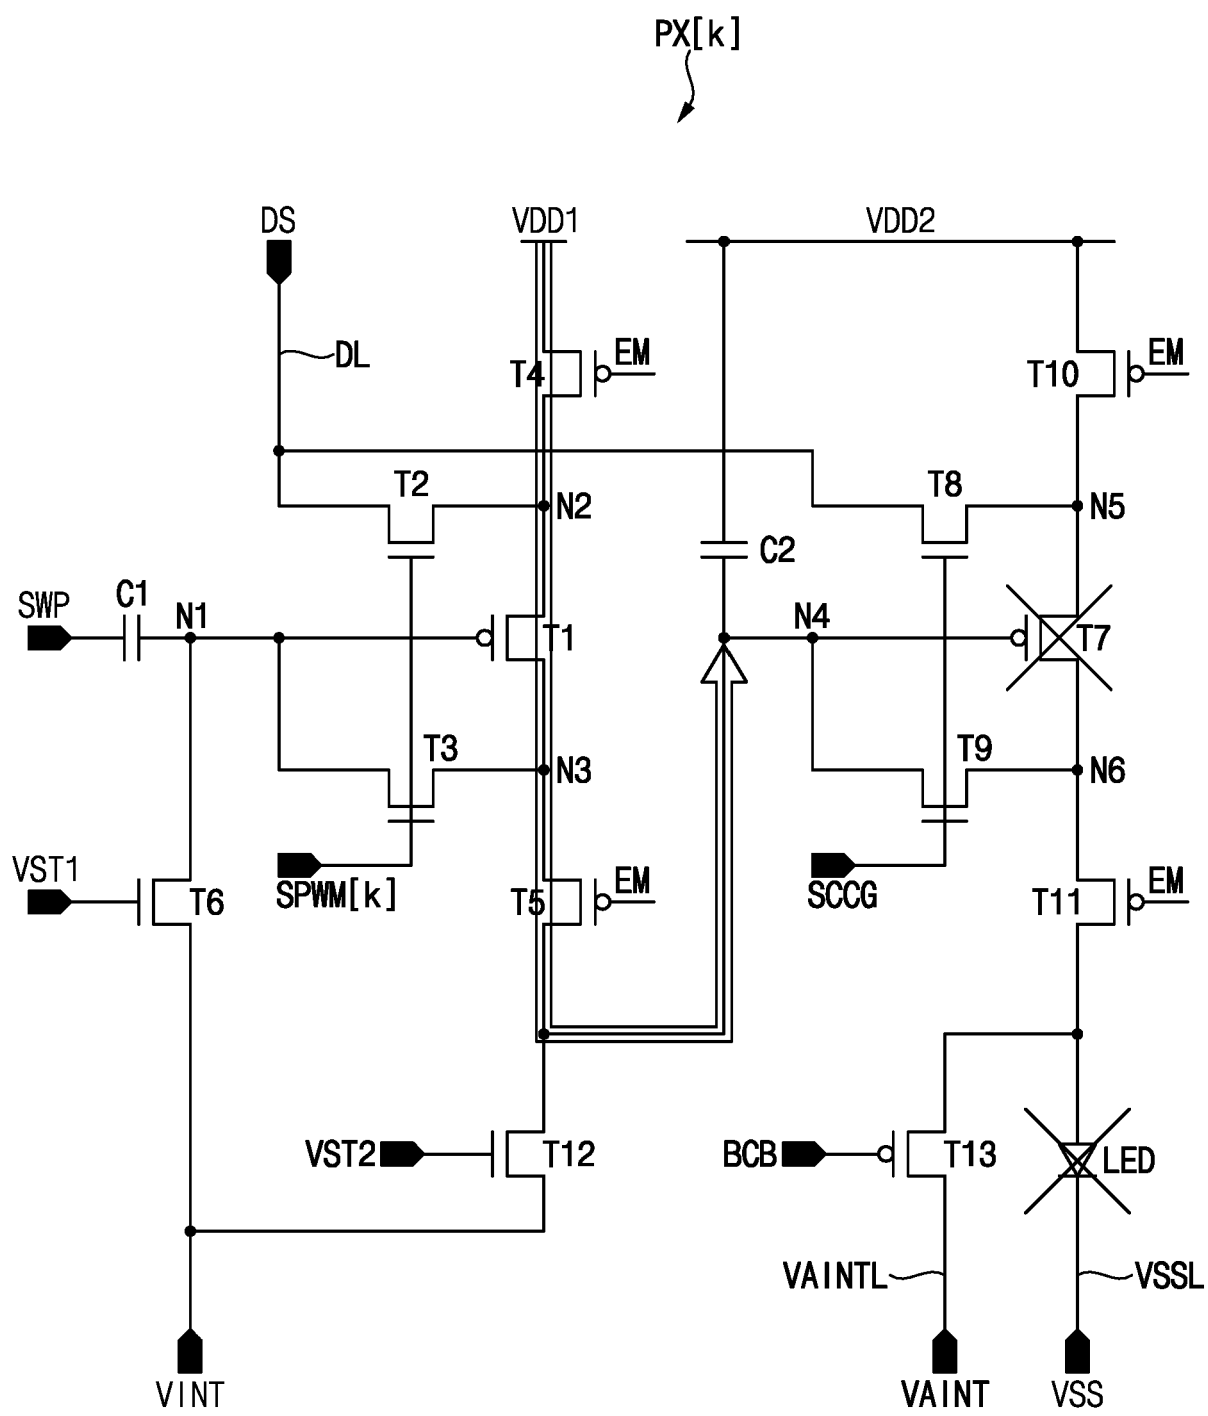 PX[k]
DS
VDD1
VDD2
DL
T4
EM
T10
EM
T2
N2
T8
N5
C2
SWP
C1
N1
T1
N4
T7
T3
N3
T9
N6
VST1
T6
SPWM[k]
T5
EM
SCCG
T11
EM
VST2
T12
BCB
T13
LED
VAINTL
VSSL
VINT
VAINT
VSS